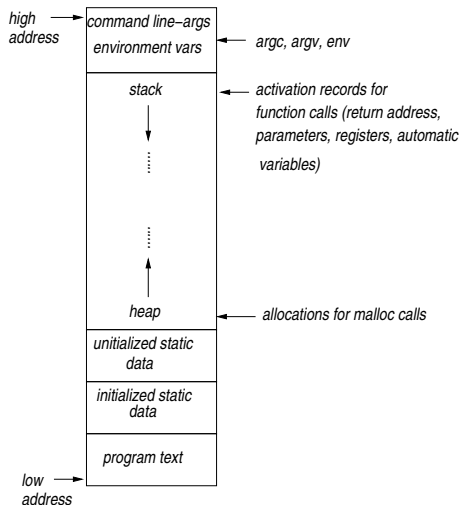 high
address
command line-args
environment vars
argc, argv, env
stack
activation records for
function calls (return address,
parameters, registers, automatic
variables)
heap
allocations for malloc calls
unitialized static
data
initialized static
data
program text
low
address